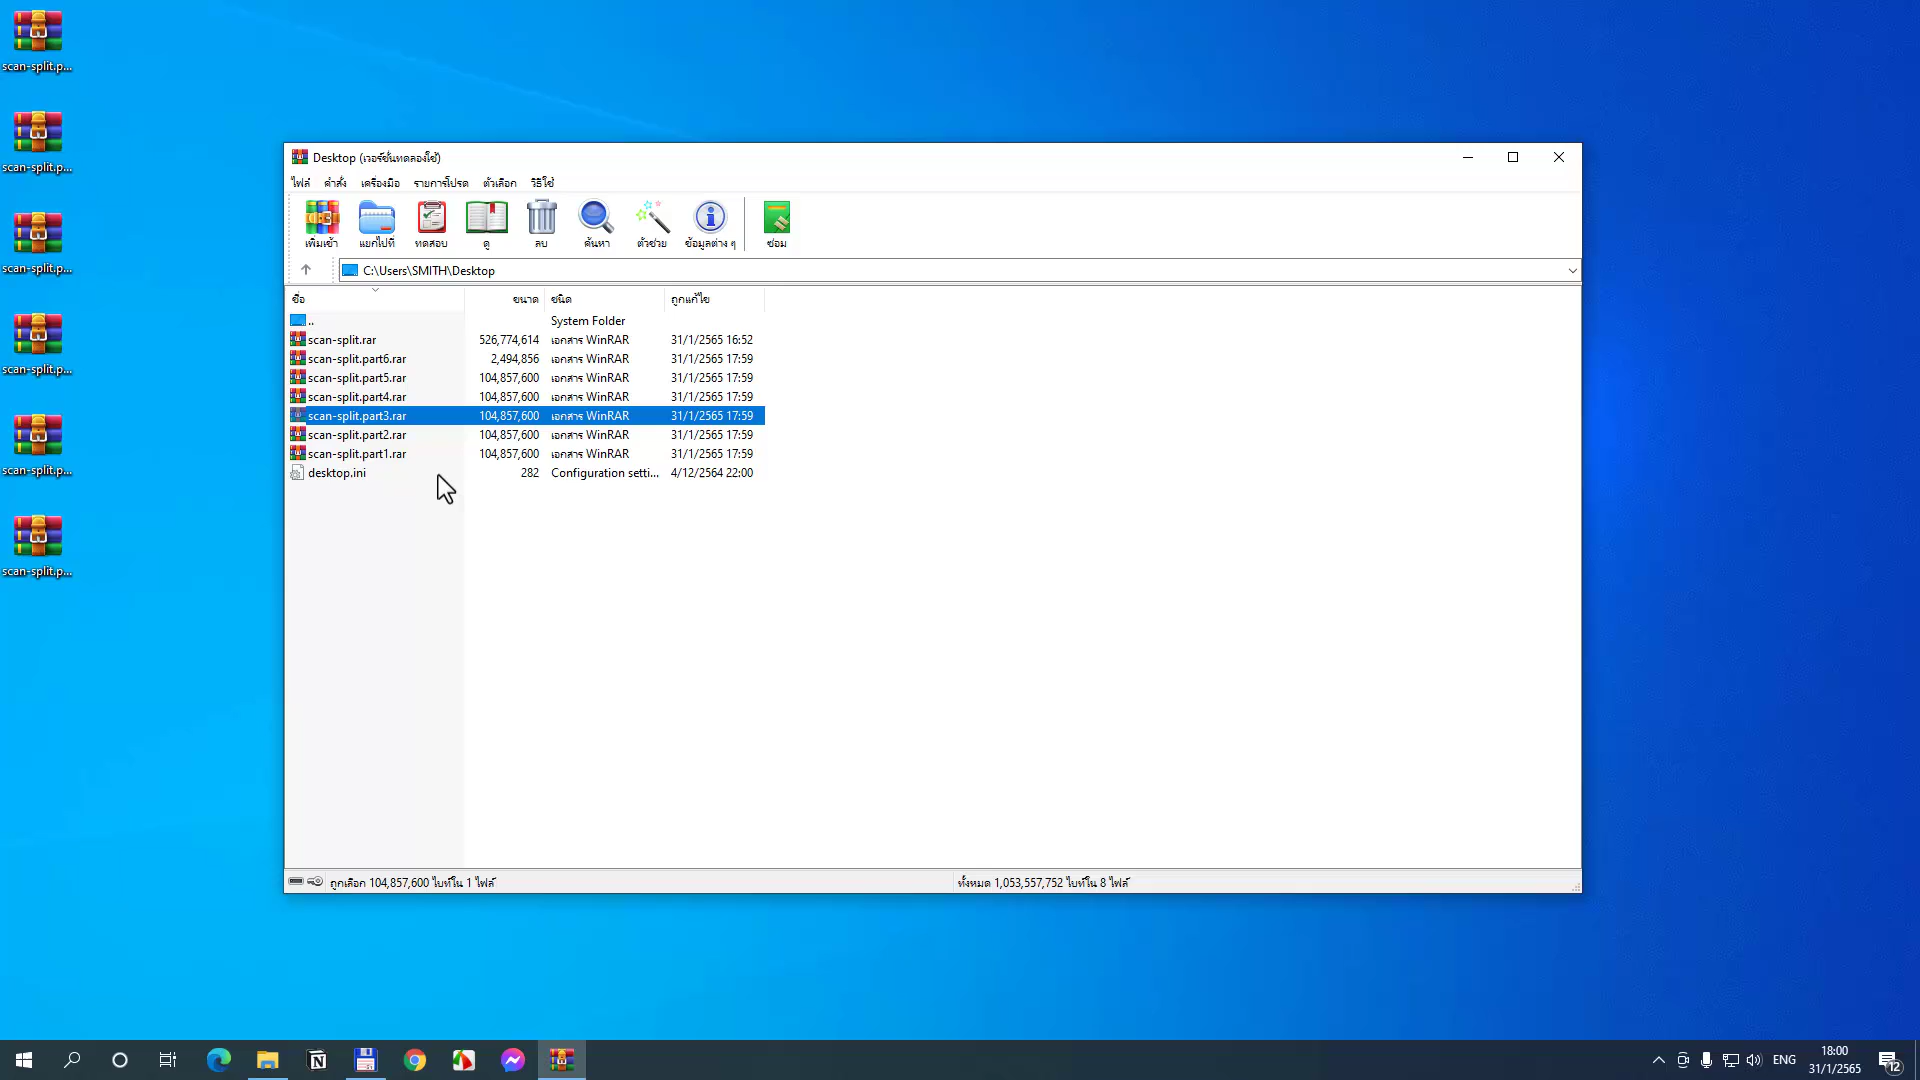 scan-split.p...
scan-split.p...
scan-split.p...
scan-split.p...
scan-split.p...
scan-split.p...
Desktop (เวอร์ชั่นทดลองใช้)
ไฟล์ คำสั่ง เครื่องมือ รายการโปรด ตัวเลือก วิธีใช้
เพิ่มเข้า แยกไปที่ ทดสอบ ดู ลบ ค้นหา ตัวช่วย ข้อมูลต่าง ๆ ซ่อม
C:\Users\SMITH\Desktop
ชื่อ ขนาด ชนิด ถูกแก้ไข
.. System Folder
scan-split.rar 526,774,614 เอกสาร WinRAR 31/1/2565 16:52
scan-split.part6.rar 2,494,856 เอกสาร WinRAR 31/1/2565 17:59
scan-split.part5.rar 104,857,600 เอกสาร WinRAR 31/1/2565 17:59
scan-split.part4.rar 104,857,600 เอกสาร WinRAR 31/1/2565 17:59
scan-split.part3.rar 104,857,600 เอกสาร WinRAR 31/1/2565 17:59
scan-split.part2.rar 104,857,600 เอกสาร WinRAR 31/1/2565 17:59
scan-split.part1.rar 104,857,600 เอกสาร WinRAR 31/1/2565 17:59
desktop.ini 282 Configuration setti... 4/12/2564 22:00
ถูกเลือก 104,857,600 ไบท์ใน 1 ไฟล์ ทั้งหมด 1,053,557,752 ไบท์ใน 8 ไฟล์
ENG 18:00
31/1/2565
12